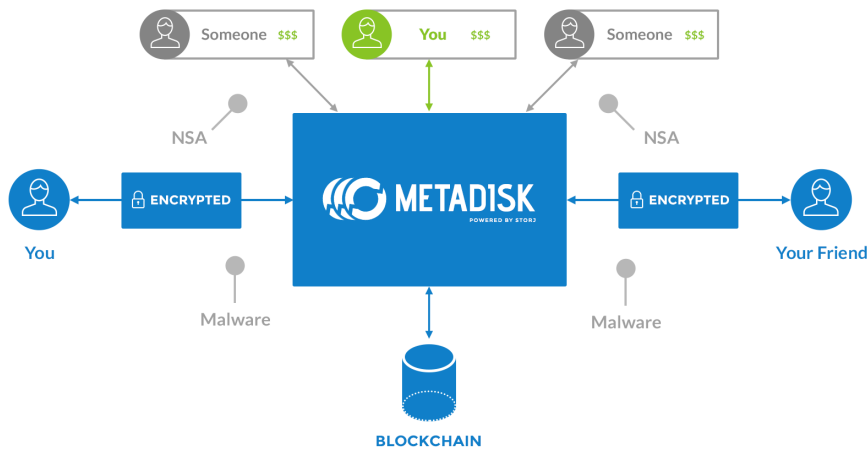 Someone $$$
You $$$
Someone $$$
NSA
NSA
ENCRYPTED
METADISK
POWERED BY STORJ
ENCRYPTED
You
Your Friend
Malware
Malware
BLOCKCHAIN